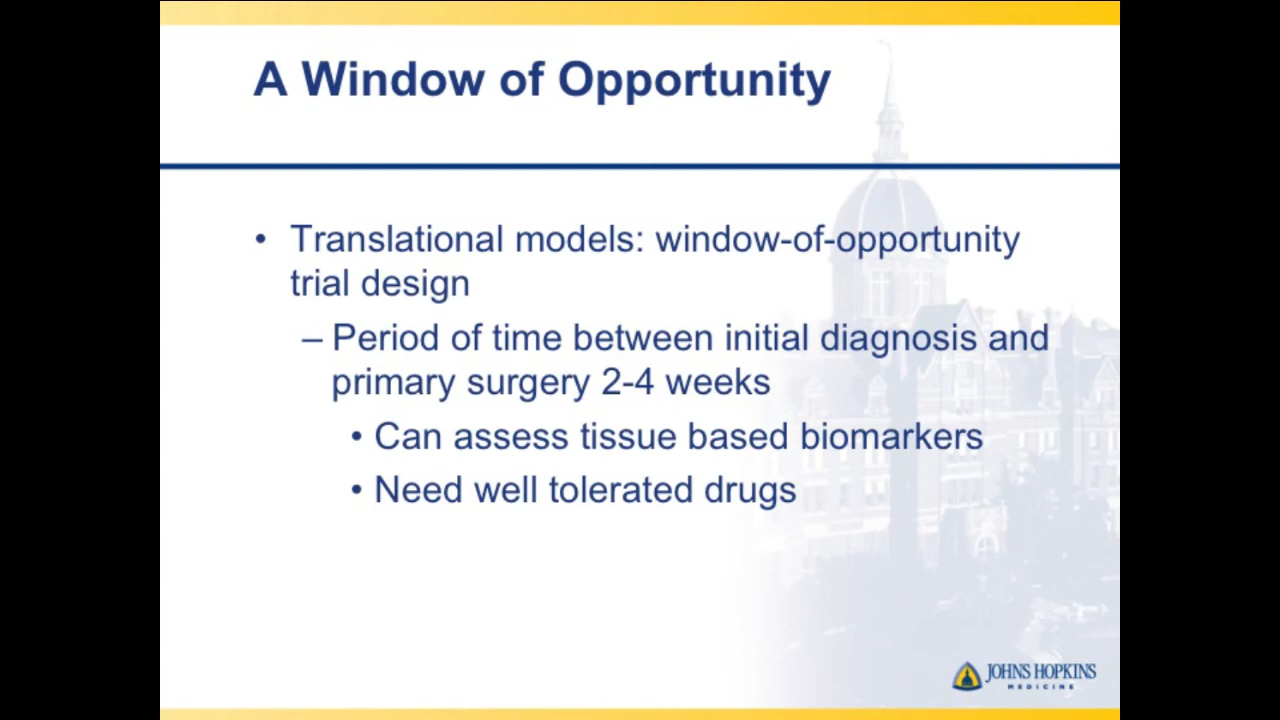 A Window of Opportunity
• Translational models: window-of-opportunity
trial design
– Period of time between initial diagnosis and
primary surgery 2-4 weeks
• Can assess tissue based biomarkers
• Need well tolerated drugs
JOHNS HOPKINS
MEDICINE